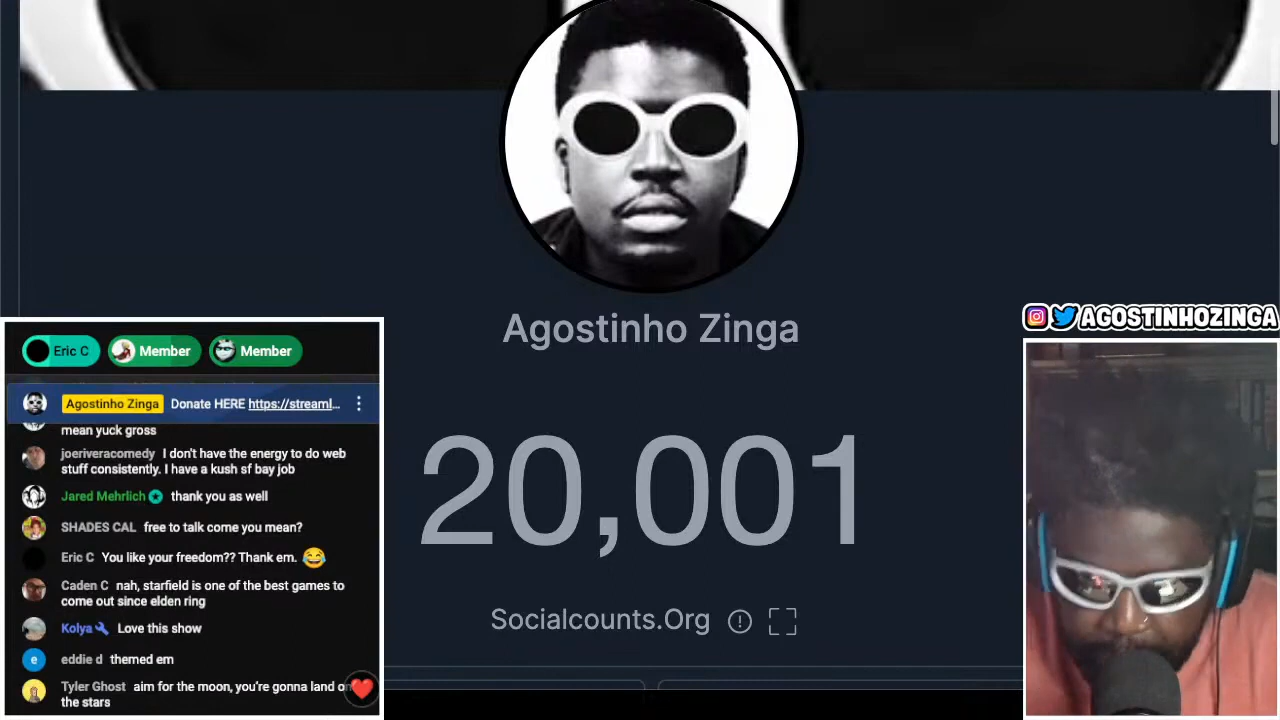 Agostinho Zinga
20,001
Socialcounts.Org
AGOSTINHOZINGA
Eric C
Member
Member
Agostinho Zinga Donate HERE https://streaml...
mean yuck gross
joeriveracomedy I don't have the energy to do web
stuff consistently. I have a kush sf bay job
Jared Mehrlich thank you as well
SHADES CAL free to talk come you mean?
Eric C You like your freedom?? Thank em. 😂
Caden C nah, starfield is one of the best games to
come out since elden ring
Kolya Love this show
e
eddie d themed em
Tyler Ghost aim for the moon, you're gonna land on
the stars